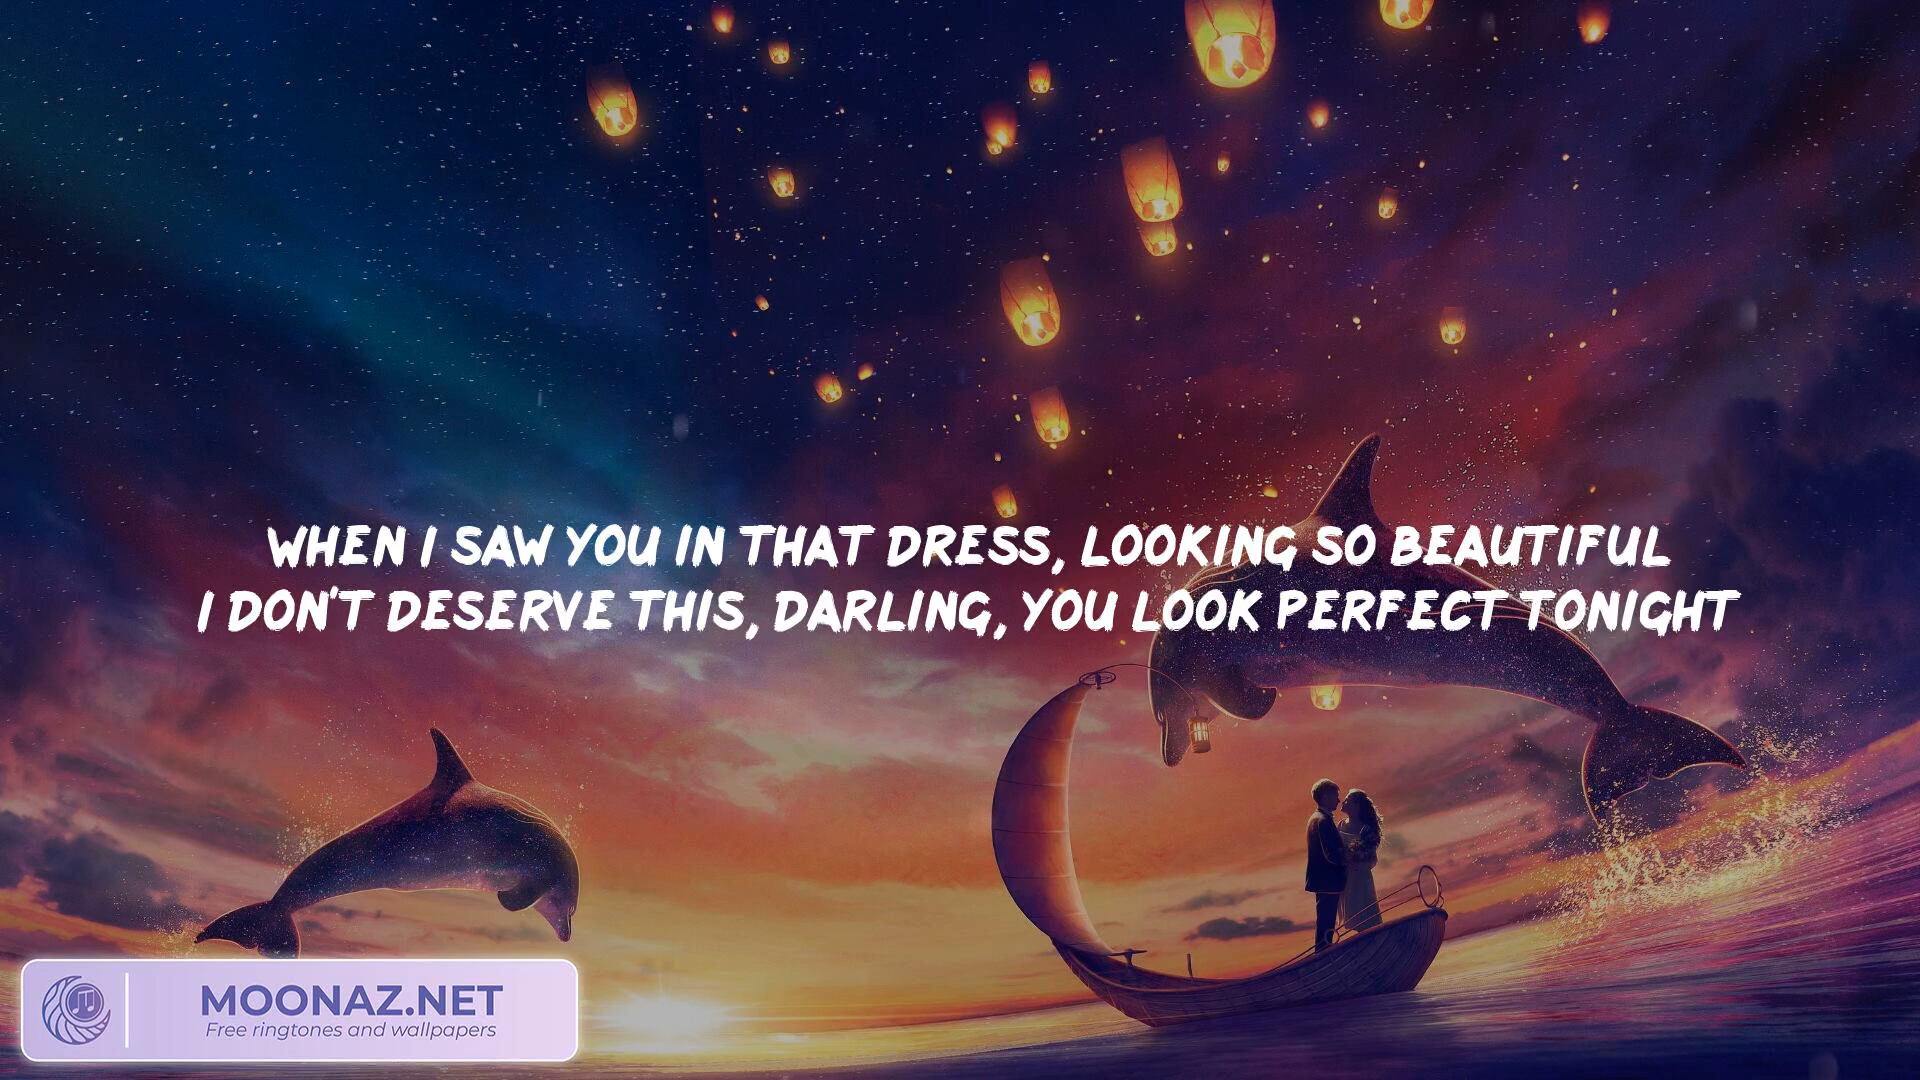 WHEN I SAW YOU IN THAT DRESS, LOOKING SO BEAUTIFUL
I DON'T DESERVE THIS, DARLING, YOU LOOK PERFECT TONIGHT
MOONAZ.NET
Free ringtones and wallpapers